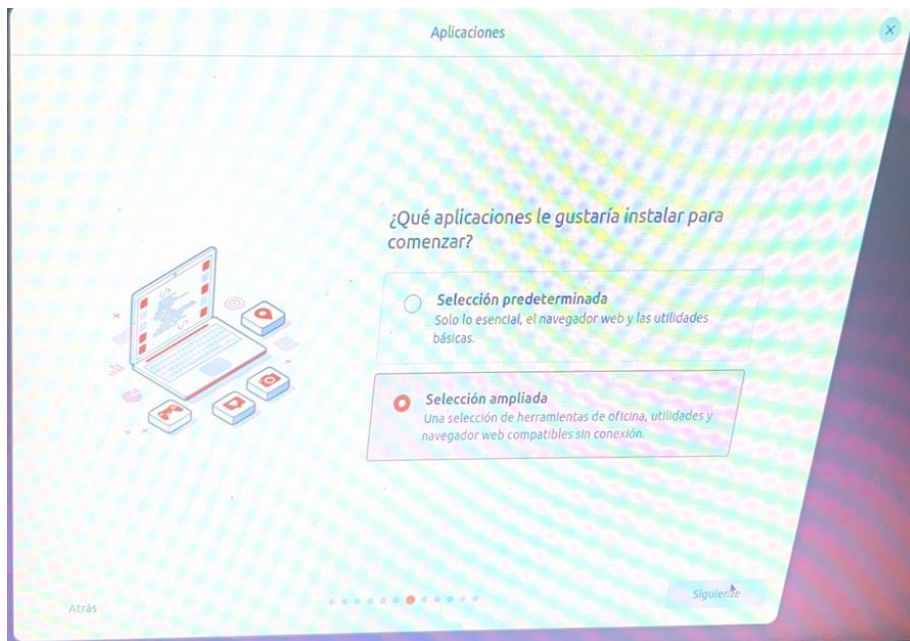 Aplicaciones
¿Qué aplicaciones le gustaría instalar para
comenzar?
Selección predeterminada
Solo lo esencial, el navegador web y las utilidades
básicas.
Selección ampliada
Una selección de herramientas de oficina, utilidades y
navegador web compatibles sin conexión.
Atrás
Siguiente